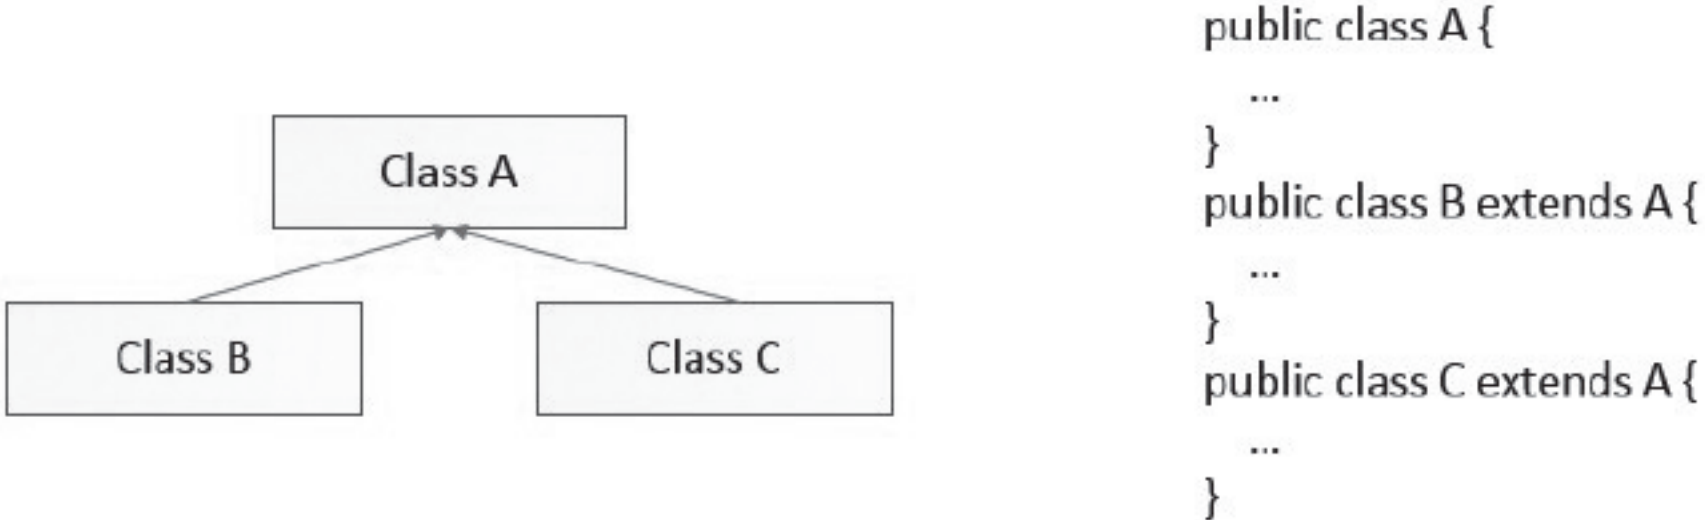 Class A
Class B
Class C
public class A {
...
}
public class B extends A {
...
}
public class C extends A {
...
}